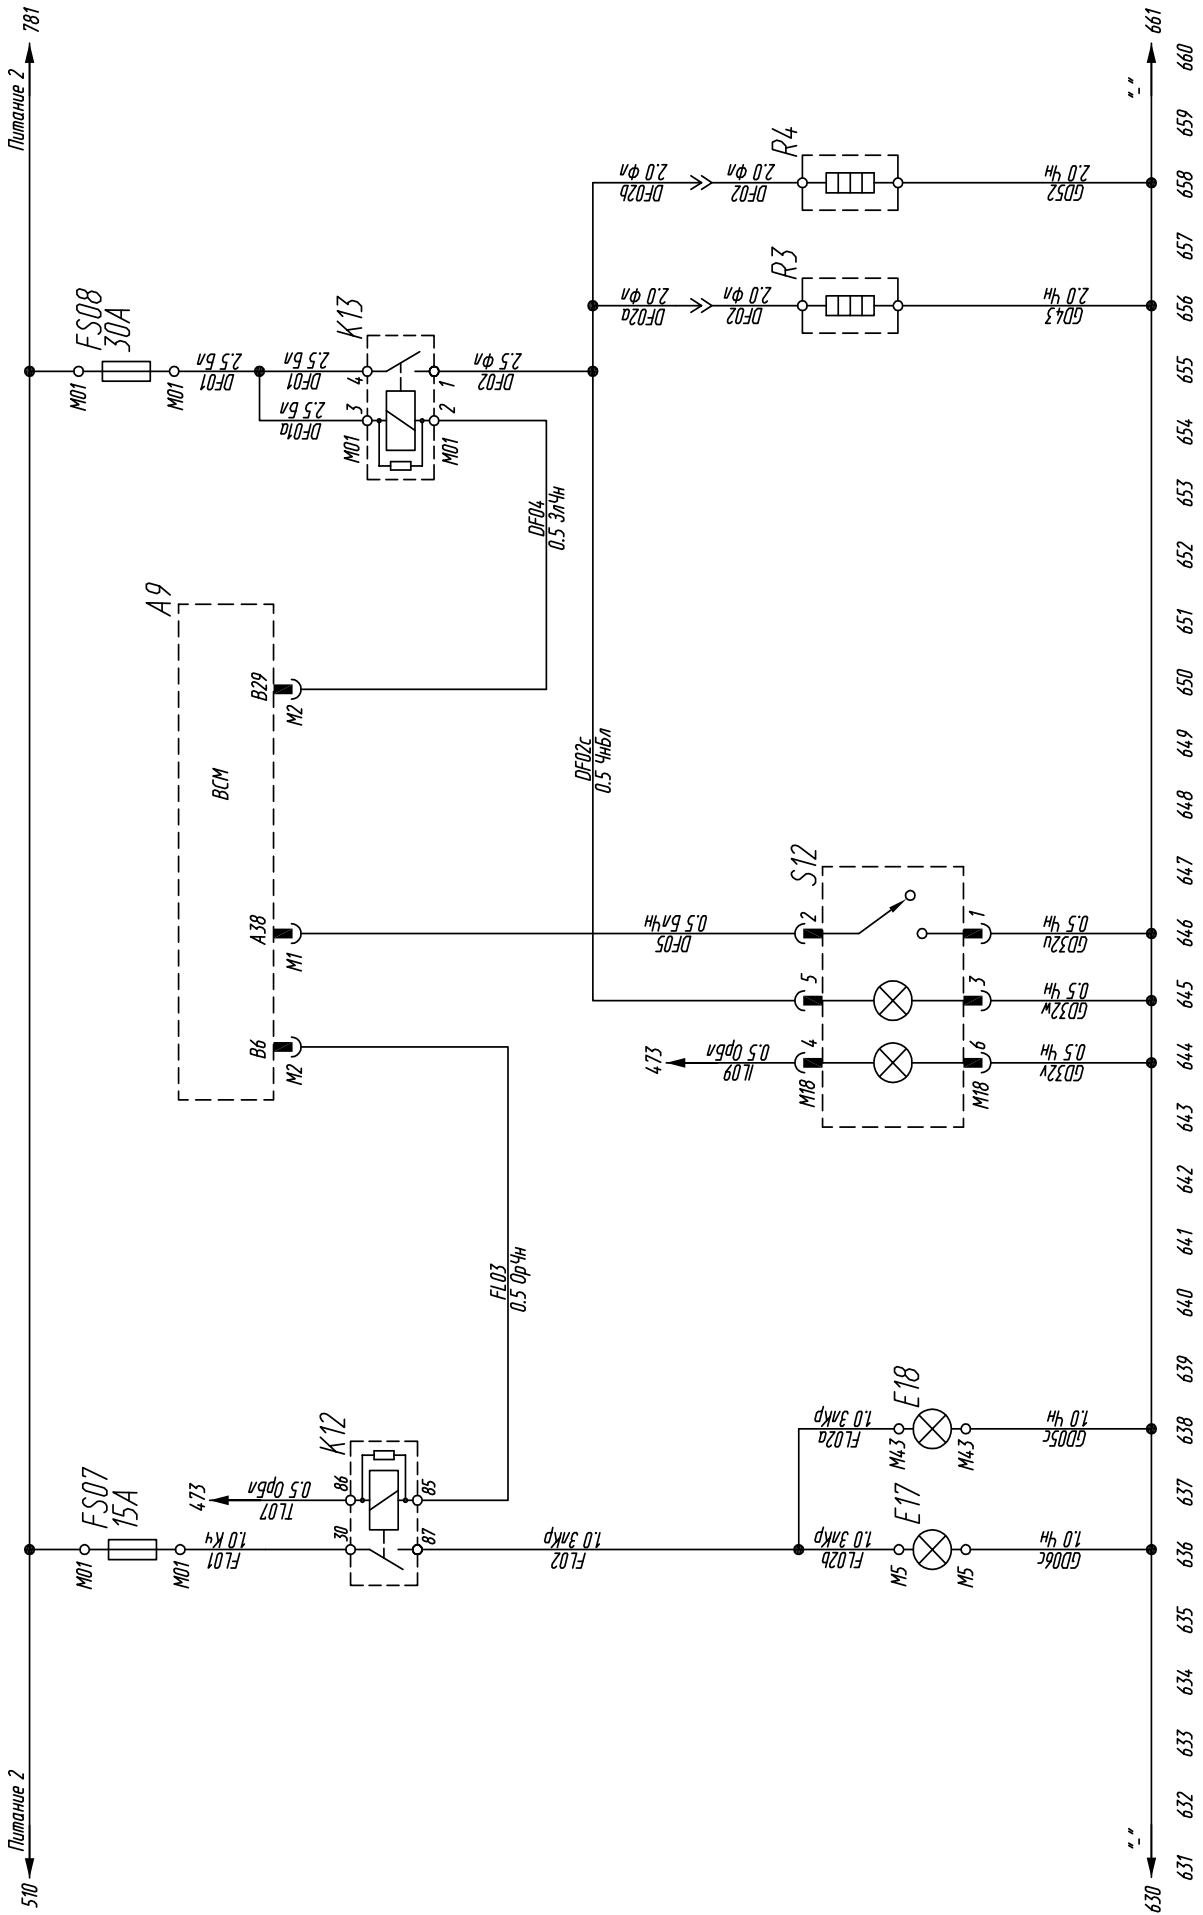 510
Питание 2
Питание 2
781
FS07
15A
M01
M01
FL01
1.0 Кч
473
TL07
0.5 ОрБл
K12
30
86
87
85
FL02
1.0 ЗлКр
FL03
0.5 ОрЧн
FL02b
1.0 ЗлКр
FL02a
1.0 ЗлКр
M5
E17
M5
M43
E18
M43
GD06c
1.0 Чн
GD05c
1.0 Чн
A9
BCM
B6
M2
A38
M1
B29
M2
FS08
30A
M01
M01
DF01
2.5 Бл
DF01
2.5 Бл
DF01a
2.5 Бл
K13
M01
3
4
M01
2
1
DF02
2.5 Фл
DF04
0.5 ЗлЧн
DF02c
0.5 ЧнБл
473
IL09
0.5 ОрБл
DF05
0.5 БлЧн
S12
M18
4
5
2
M18
6
3
1
GD32v
0.5 Чн
GD32w
0.5 Чн
GD32u
0.5 Чн
DF02a
2.0 Фл
DF02
2.0 Фл
R3
GD43
2.0 Чн
DF02b
2.0 Фл
DF02
2.0 Фл
R4
GD52
2.0 Чн
630
"-"
"-"
661
631 632 633 634 635 636 637 638 639 640 641 642 643 644 645 646 647 648 649 650 651 652 653 654 655 656 657 658 659 660